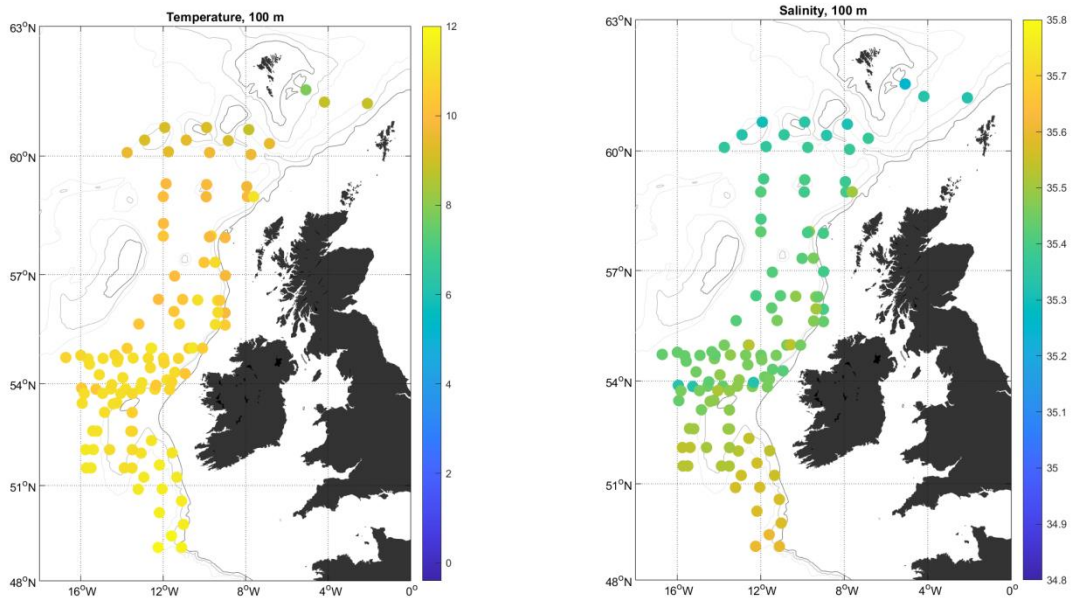 Temperature, 100 m
63°N
60°N
57°N
54°N
51°N
48°N
16°W
12°W
8°W
4°W
0°
12
10
8
6
4
2
0
Salinity, 100 m
63°N
60°N
57°N
54°N
51°N
48°N
16°W
12°W
8°W
4°W
0°
35.8
35.7
35.6
35.5
35.4
35.3
35.2
35.1
35
34.9
34.8